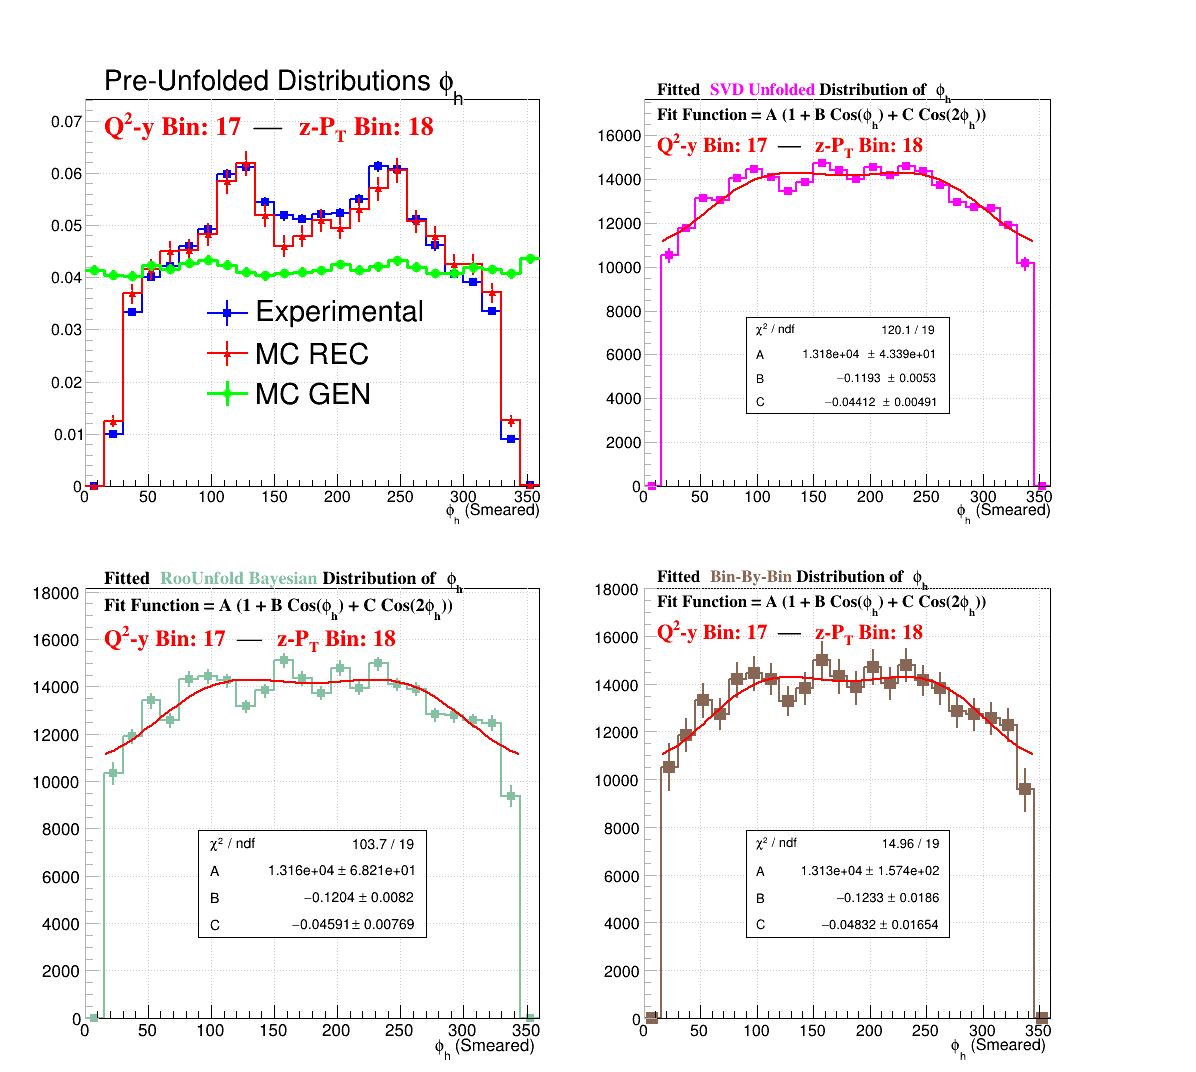 Pre-Unfolded Distributions ϕh
Q²-y Bin: 17 — z-PT Bin: 18
0.07
0.06
0.05
0.04
0.03
0.02
0.01
0
Experimental
MC REC
MC GEN
0 50 100 150 200 250 300 350
ϕh (Smeared)
Fitted SVD Unfolded Distribution of ϕh
Fit Function = A (1 + B Cos(ϕh) + C Cos(2ϕh))
Q²-y Bin: 17 — z-PT Bin: 18
16000
14000
12000
10000
8000
6000
4000
2000
0
χ² / ndf 120.1 / 19
A 1.318e+04 ± 4.339e+01
B −0.1193 ± 0.0053
C −0.04412 ± 0.00491
0 50 100 150 200 250 300 350
ϕh (Smeared)
Fitted RooUnfold Bayesian Distribution of ϕh
Fit Function = A (1 + B Cos(ϕh) + C Cos(2ϕh))
Q²-y Bin: 17 — z-PT Bin: 18
18000
16000
14000
12000
10000
8000
6000
4000
2000
0
χ² / ndf 103.7 / 19
A 1.316e+04 ± 6.821e+01
B −0.1204 ± 0.0082
C −0.04591 ± 0.00769
0 50 100 150 200 250 300 350
ϕh (Smeared)
Fitted Bin-By-Bin Distribution of ϕh
Fit Function = A (1 + B Cos(ϕh) + C Cos(2ϕh))
Q²-y Bin: 17 — z-PT Bin: 18
18000
16000
14000
12000
10000
8000
6000
4000
2000
0
χ² / ndf 14.96 / 19
A 1.313e+04 ± 1.574e+02
B −0.1233 ± 0.0186
C −0.04832 ± 0.01654
0 50 100 150 200 250 300 350
ϕh (Smeared)